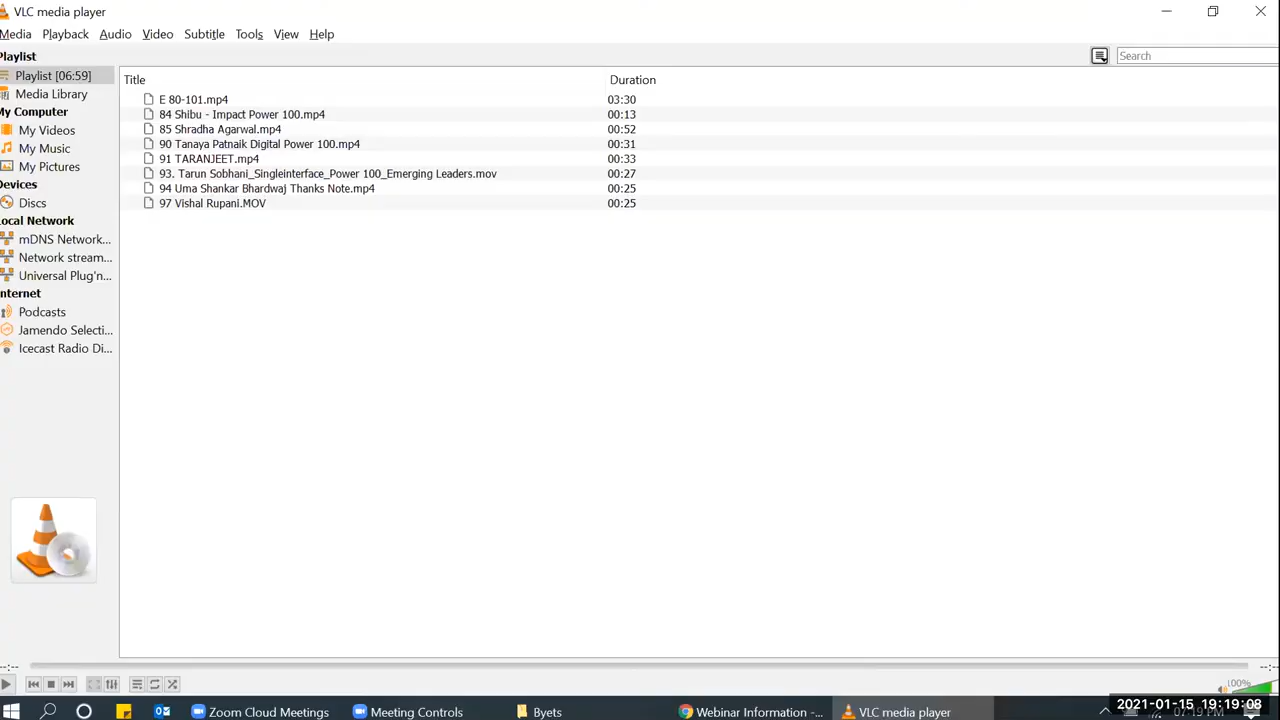 VLC media player
Media Playback Audio Video Subtitle Tools View Help
Playlist
Search
Playlist [06:59]
Media Library
My Computer
My Videos
My Music
My Pictures
Devices
Discs
Local Network
mDNS Network...
Network stream...
Universal Plug'n...
Internet
Podcasts
Jamendo Selecti...
Icecast Radio Di...
Title Duration
E 80-101.mp4 03:30
84 Shibu - Impact Power 100.mp4 00:13
85 Shradha Agarwal.mp4 00:52
90 Tanaya Patnaik Digital Power 100.mp4 00:31
91 TARANJEET.mp4 00:33
93. Tarun Sobhani_Singleinterface_Power 100_Emerging Leaders.mov 00:27
94 Uma Shankar Bhardwaj Thanks Note.mp4 00:25
97 Vishal Rupani.MOV 00:25
--:-- --:--
100%
Zoom Cloud Meetings Meeting Controls Byets Webinar Information -... VLC media player
2021-01-15 19:19:08
07:19 PM